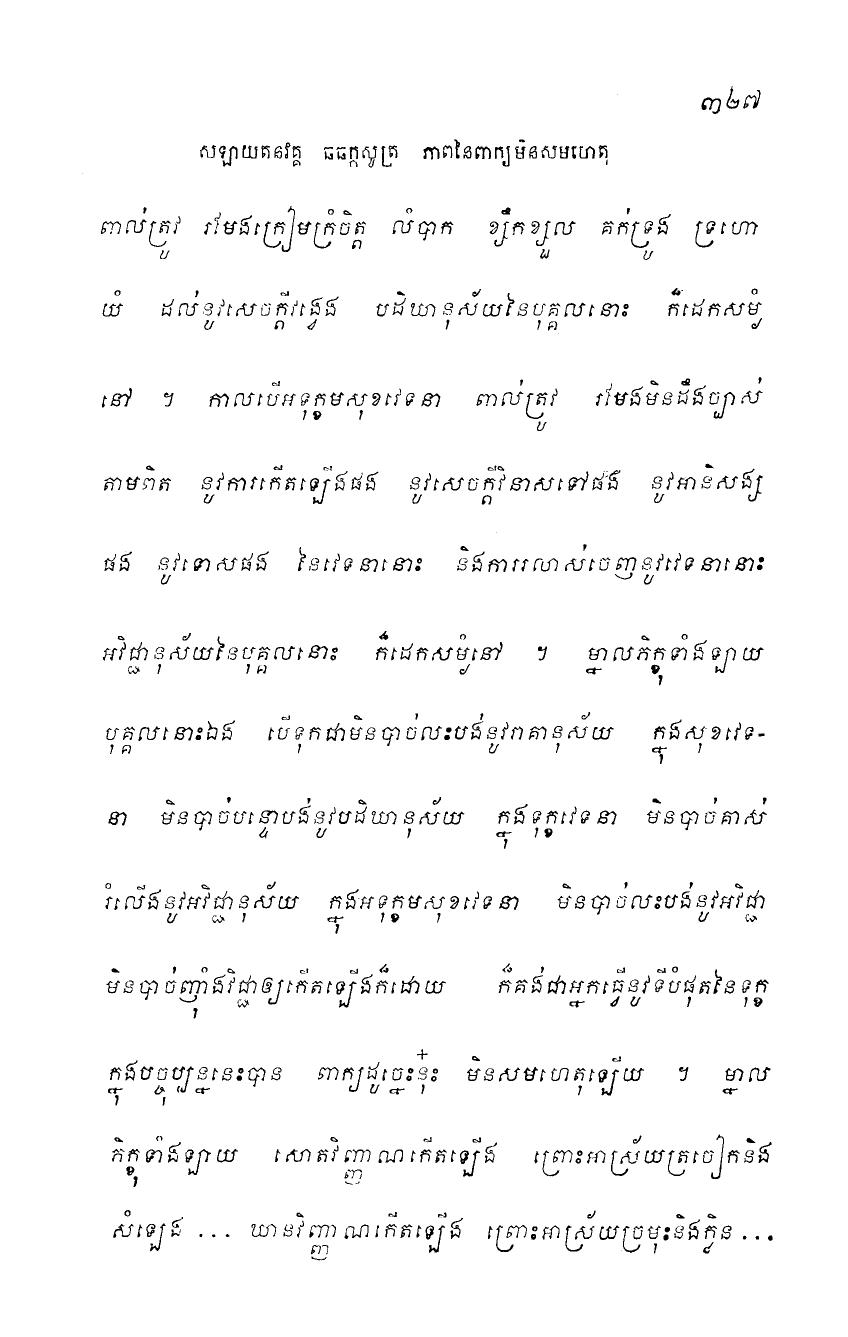 ៣២៧
សឡាយតនវគ្គ ឆឆក្កសូត្រ ភាពនៃពាក្យមិនសមហេតុ
ពាល់ត្រូវ រមែងក្រៀមក្រំចិត្ត លំបាក ខ្សឹកខ្សួល គក់ទ្រូង ទ្រហោ
យំ ដល់នូវសេចក្តីវង្វេង បដិឃានុស័យនៃបុគ្គលនោះ ក៏ដេកសម្ងំ
នៅ ។ កាលបើអទុក្ខមសុខវេទនា ពាល់ត្រូវ រមែងមិនដឹងច្បាស់
តាមពិត នូវការកើតឡើងផង នូវសេចក្តីវិនាសទៅផង នូវអានិសង្ស
ផង នូវទោសផង នៃវេទនានោះ និងការរលាស់ចេញនូវវេទនានោះ
អវិជ្ជានុស័យនៃបុគ្គលនោះ ក៏ដេកសម្ងំនៅ ។ ម្នាលភិក្ខុទាំងឡាយ
បុគ្គលនោះឯង បើទុកជាមិនបាច់លះបង់នូវរាគានុស័យ ក្នុងសុខវេទ-
នា មិនបាច់បន្ទោបង់នូវបដិឃានុស័យ ក្នុងទុក្ខវេទនា មិនបាច់គាស់
រំលើងនូវអវិជ្ជានុស័យ ក្នុងអទុក្ខមសុខវេទនា មិនបាច់លះបង់នូវអវិជ្ជា
មិនបាច់ញ៉ាំងវិជ្ជាឲ្យកើតឡើងក៏ដោយ ក៏គង់ជាអ្នកធ្វើនូវទីបំផុតនៃទុក្ខ
ក្នុងបច្ចុប្បន្ននេះបាន ពាក្យដូច្នេះនុ៎ះ មិនសមហេតុឡើយ ។ ម្នាល
ភិក្ខុទាំងឡាយ សោតវិញ្ញាណកើតឡើង ព្រោះអាស្រ័យត្រចៀកនិង
សំឡេង ... ឃានវិញ្ញាណកើតឡើង ព្រោះអាស្រ័យច្រមុះនិងក្លិន ...